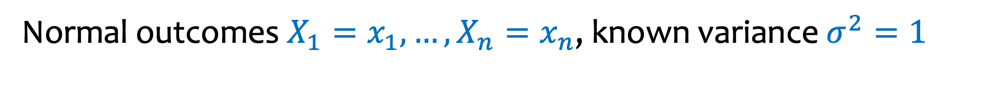 Normal outcomes X₁ = x₁, … , Xₙ = xₙ, known variance σ² = 1